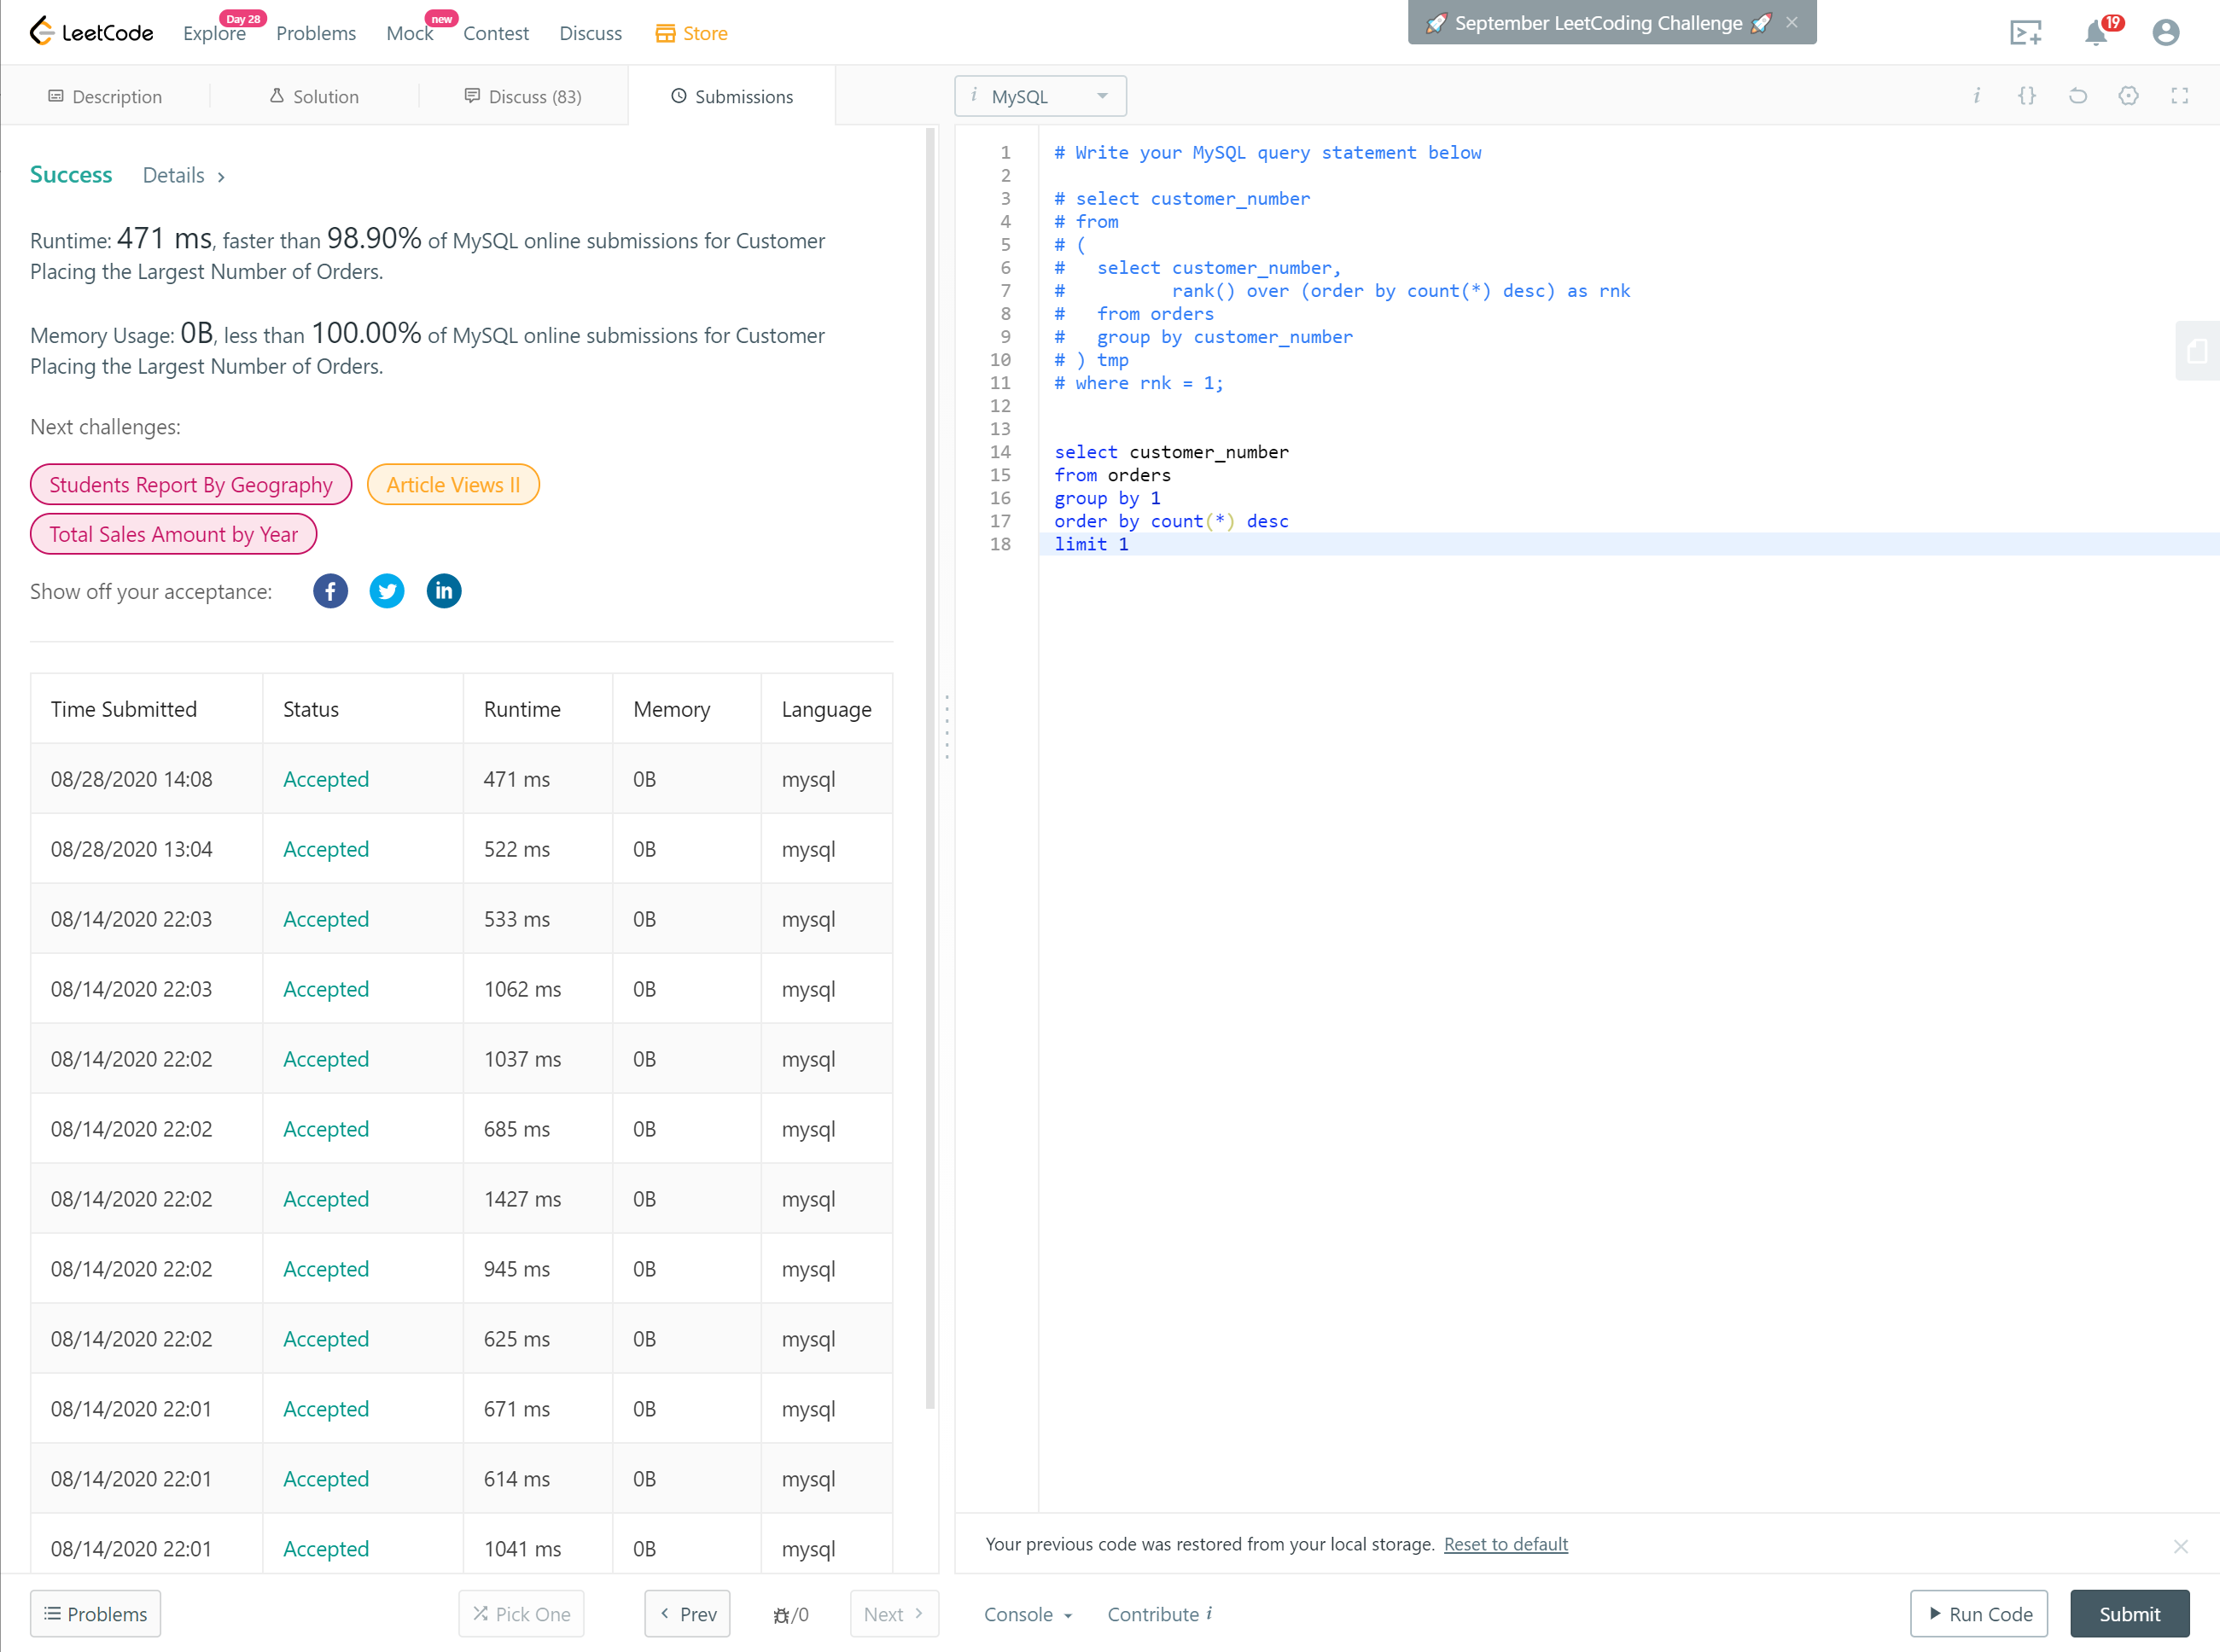 LeetCode
Explore
Day 28
Problems
Mock
new
Contest
Discuss
Store
🚀 September LeetCoding Challenge 🚀 ×
19
Description
Solution
Discuss (83)
Submissions
i MySQL
i {}
Success
Details >
Runtime: 471 ms, faster than 98.90% of MySQL online submissions for Customer
Placing the Largest Number of Orders.
Memory Usage: 0B, less than 100.00% of MySQL online submissions for Customer
Placing the Largest Number of Orders.
Next challenges:
Students Report By Geography
Article Views II
Total Sales Amount by Year
Show off your acceptance:
f
in
Time Submitted Status Runtime Memory Language
08/28/2020 14:08 Accepted 471 ms 0B mysql
08/28/2020 13:04 Accepted 522 ms 0B mysql
08/14/2020 22:03 Accepted 533 ms 0B mysql
08/14/2020 22:03 Accepted 1062 ms 0B mysql
08/14/2020 22:02 Accepted 1037 ms 0B mysql
08/14/2020 22:02 Accepted 685 ms 0B mysql
08/14/2020 22:02 Accepted 1427 ms 0B mysql
08/14/2020 22:02 Accepted 945 ms 0B mysql
08/14/2020 22:02 Accepted 625 ms 0B mysql
08/14/2020 22:01 Accepted 671 ms 0B mysql
08/14/2020 22:01 Accepted 614 ms 0B mysql
08/14/2020 22:01 Accepted 1041 ms 0B mysql
1 # Write your MySQL query statement below
2
3 # select customer_number
4 # from
5 # (
6 #   select customer_number,
7 #          rank() over (order by count(*) desc) as rnk
8 #   from orders
9 #   group by customer_number
10 # ) tmp
11 # where rnk = 1;
12
13
14 select customer_number
15 from orders
16 group by 1
17 order by count(*) desc
18 limit 1
Your previous code was restored from your local storage. Reset to default
Problems
Pick One
< Prev
/0
Next >
Console
Contribute i
Run Code
Submit